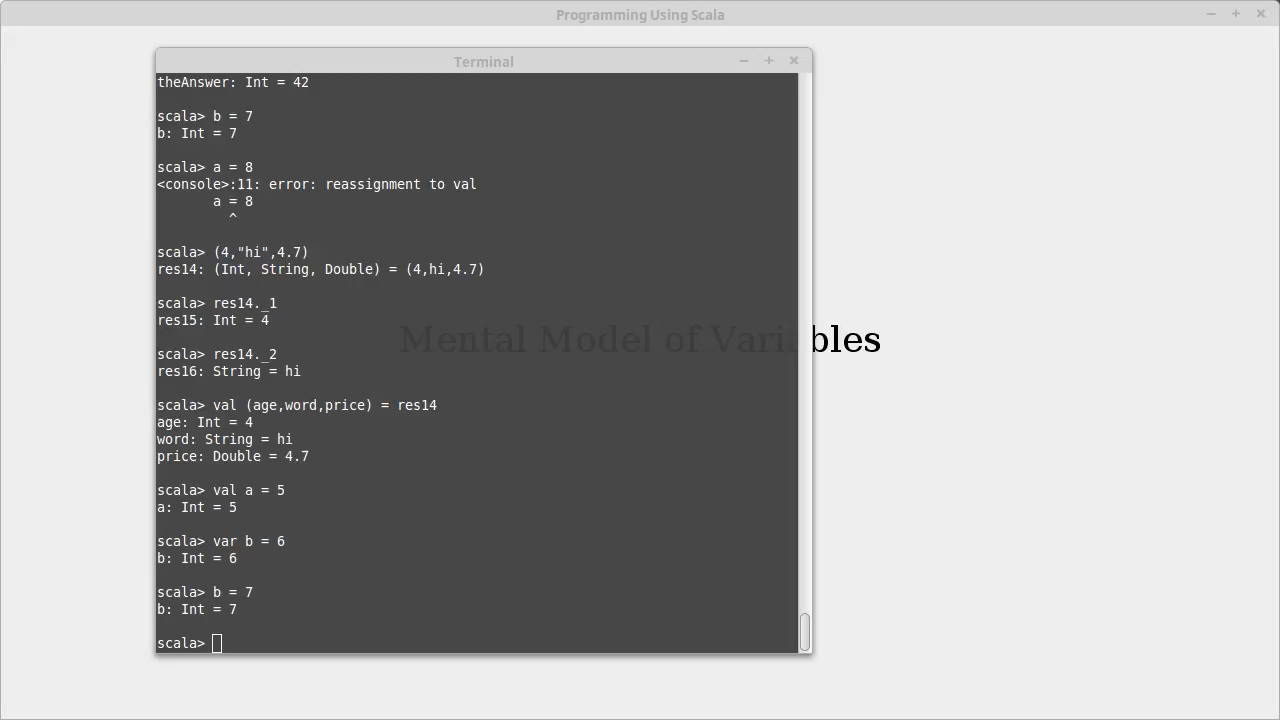 Programming Using Scala
Terminal
theAnswer: Int = 42
scala> b = 7
b: Int = 7
scala> a = 8
<console>:11: error: reassignment to val
       a = 8
         ^
scala> (4,"hi",4.7)
res14: (Int, String, Double) = (4,hi,4.7)
scala> res14._1
res15: Int = 4
Mental Model of Variables
scala> res14._2
res16: String = hi
scala> val (age,word,price) = res14
age: Int = 4
word: String = hi
price: Double = 4.7
scala> val a = 5
a: Int = 5
scala> var b = 6
b: Int = 6
scala> b = 7
b: Int = 7
scala>